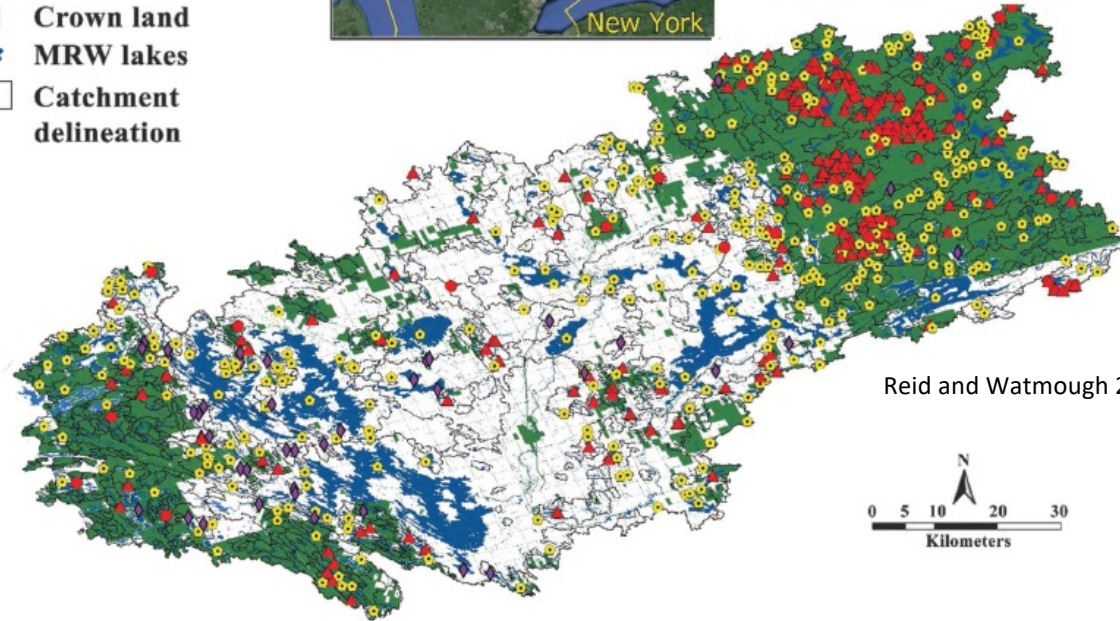 Crown land
MRW lakes
Catchment
delineation
New York
Reid and Watmough 2
N
0 5 10 20 30
Kilometers